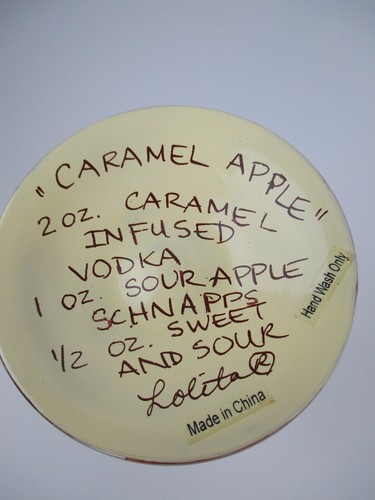 "CARAMEL APPLE"
2 OZ. CARAMEL
INFUSED
VODKA
1 OZ. SOUR APPLE
SCHNAPPS
1/2 OZ. SWEET
AND SOUR
Lolita®
Made in China
Hand Wash Only